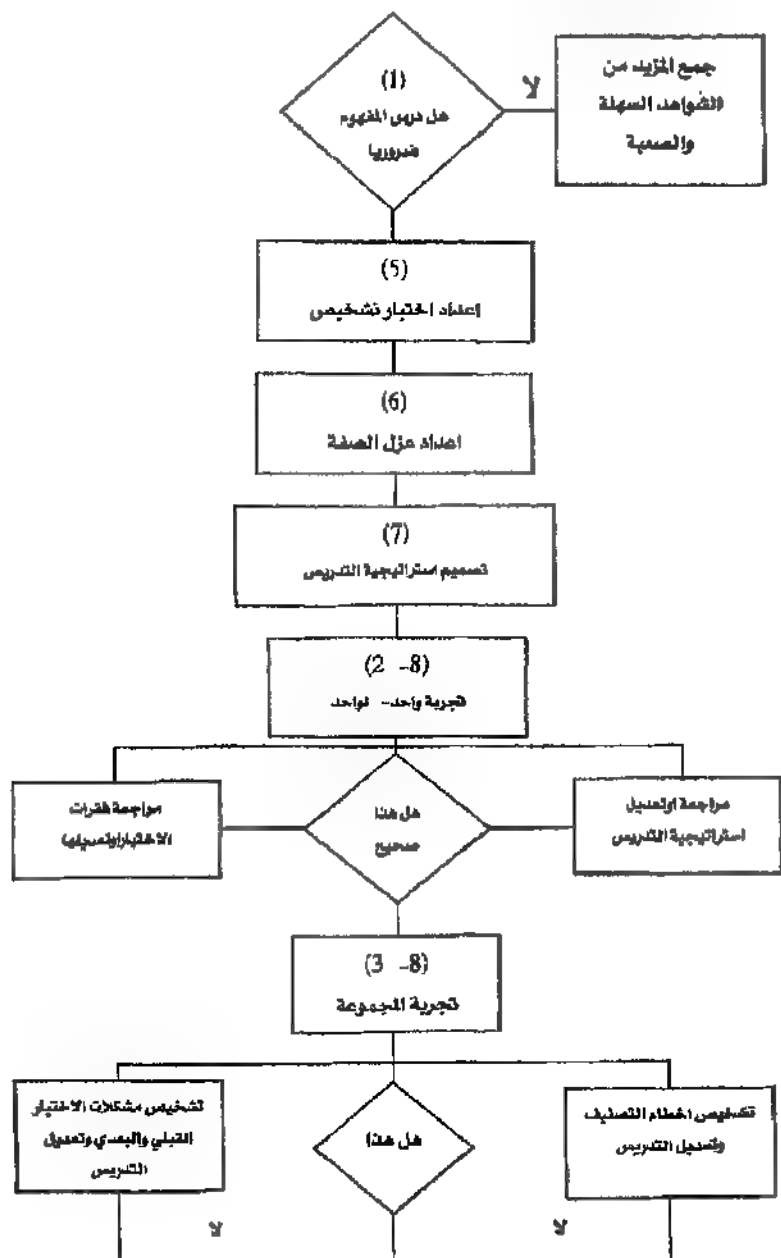 (1)
هل درس المفهوم
ضروريا
لا
جمع المزيد من
الشواهد السهلة
والصعبة
(5)
اعداد اختبار تشخيص
(6)
اعداد عزل الصفة
(7)
تصميم استراتيجية التدريس
(2 -8)
تجربة واحد- لواحد
مراجعة اوتعديل
استراتيجية التدريس
هل هذا
صحيح
مراجعة فقرات
الاختبار اوتعديلها
(3 -8)
تجربة المجموعة
تشخيص اخطاء التصنيف
وتعديل التدريس
هل هذا
تشخيص مشكلات الاختبار
القبلي والبعدي وتعديل
التدريس
لا
لا